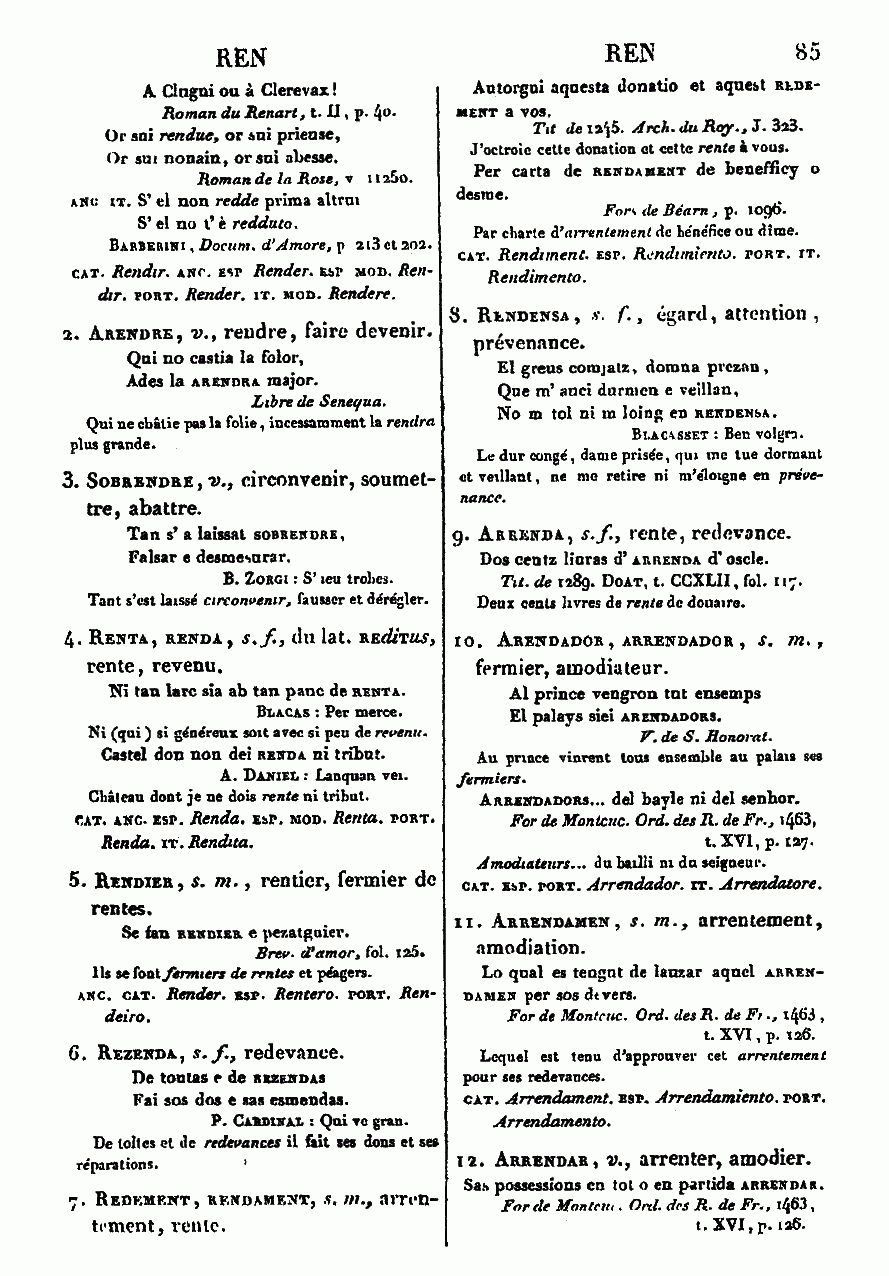 REN
REN 85
A Clugni ou à Clerevax!
Roman du Renart, t. II, p. 40.
Or sui rendue, or sui prieuse,
Or sui nonain, or sui abesse.
Roman de la Rose, v 11250.
ANC IT. S'el non redde prima altrui
S'el no t'è redduto.
BARBERINI, Docum. d'Amore, p 213 et 202.
CAT. Rendir. ANC. ESP Render. ESP MOD. Ren-
dir. PORT. Render. IT. MOD. Rendere.
2. ARENDRE, v., rendre, faire devenir.
Qui no castia la folor,
Ades la ARENDRA major.
Libre de Senequa.
Qui ne châtie pas la folie, incessamment la rendra
plus grande.
3. SOBRENDRE, v., circonvenir, soumet-
tre, abattre.
Tan s'a laissat SOBRENDRE,
Falsar e desmesurar.
B. ZORGI : S'ieu trobes.
Tant s'est laissé circonvenir, fausser et dérégler.
4. RENTA, RENDA, s. f., du lat. REdiTus,
rente, revenu.
Ni tan larc sia ab tan pauc de RENTA.
BLACAS : Per merce.
Ni (qui) si généreux soit avec si peu de revenu.
Castel don non dei RENDA ni tribut.
A. DANIEL : Lanquan vei.
Château dont je ne dois rente ni tribut.
CAT. ANC. ESP. Renda. ESP. MOD. Renta. PORT.
Renda. IT. Rendita.
5. RENDIER, s. m., rentier, fermier de
rentes.
Se fan RENDIER e pezatguier.
Brev. d'amor, fol. 125.
Ils se font fermiers de rentes et péagers.
ANC. CAT. Render. ESP. Rentero. PORT. Ren-
deiro.
6. REZENDA, s. f., redevance.
De toutas e de REZENDAS
Fai sos dos e sas esmendas.
P. CARDINAL : Qui ve gran.
De toltes et de redevances il fait ses dons et ses
réparations.
7. REDEMENT, RENDAMENT, s. m., arren-
tement, rente.
Autorgui aquesta donatio et aquest REDE-
MENT a vos.
Tit de 1245. Arch. du Roy., J. 323.
J'octroie cette donation et cette rente à vous.
Per carta de RENDAMENT de benefficy o
desme.
Fors de Béarn, p. 1096.
Par charte d'arrentement de bénéfice ou dîme.
CAT. Rendiment. ESP. Rendimiento. PORT. IT.
Rendimento.
8. RENDENSA, s. f., égard, attention,
prévenance.
El greus comjatz, domna prezan,
Que m'auci durmen e veillan,
No m tol ni m loing en RENDENSA.
BLACASSET : Ben volgra.
Le dur congé, dame prisée, qui me tue dormant
et veillant, ne me retire ni m'éloigne en préve-
nance.
9. ARRENDA, s. f., rente, redevance.
Dos centz liuras d'ARRENDA d'oscle.
Tit. de 1289. DOAT, t. CCXLII, fol. 117.
Deux cents livres de rente de douaire.
10. ARENDADOR, ARRENDADOR, s. m.,
fermier, amodiateur.
Al prince vengron tut ensemps
El palays siei ARENDADORS.
V. de S. Honorat.
Au prince vinrent tous ensemble au palais ses
fermiers.
ARRENDADORS... del bayle ni del senhor.
For de Montcuc. Ord. des R. de Fr., 1463,
t. XVI, p. 127.
Amodiateurs... du bailli ni du seigneur.
CAT. ESP. PORT. Arrendador. IT. Arrendatore.
11. ARRENDAMEN, s. m., arrentement,
amodiation.
Lo qual es tengut de lauzar aquel ARREN-
DAMEN per sos devers.
For de Montcuc. Ord. des R. de Fr., 1463,
t. XVI, p. 126.
Lequel est tenu d'approuver cet arrentement
pour ses redevances.
CAT. Arrendament. ESP. Arrendamiento. PORT.
Arrendamento.
12. ARRENDAR, v., arrenter, amodier.
Sas possessions en tot o en partida ARRENDAR.
For de Montcuc. Ord. des R. de Fr., 1463,
t. XVI, p. 126.